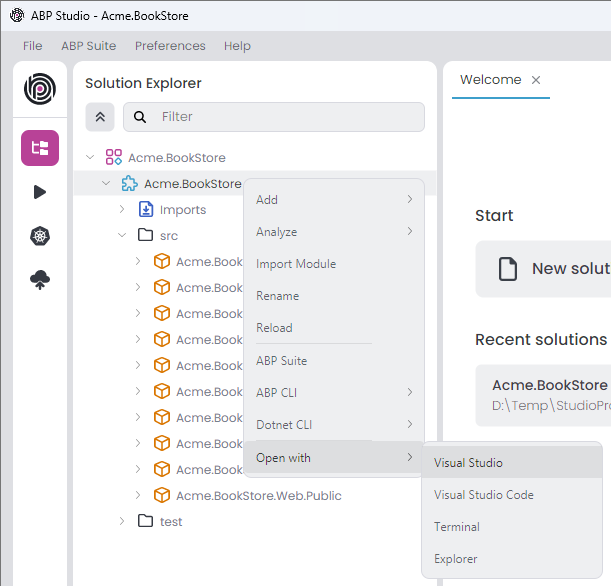 ABP Studio - Acme.BookStore
File ABP Suite Preferences Help
Solution Explorer
Filter
Acme.BookStore
Acme.BookStore
Imports
src
Acme.Book
Acme.Book
Acme.Book
Acme.Book
Acme.Book
Acme.Book
Acme.Book
Acme.Book
Acme.Book
Acme.BookStore.Web.Public
test
Add
Analyze
Import Module
Rename
Reload
ABP Suite
ABP CLI
Dotnet CLI
Open with
Visual Studio
Visual Studio Code
Terminal
Explorer
Welcome
Start
New solut
Recent solutions
Acme.BookStore
D:\Temp\StudioPro